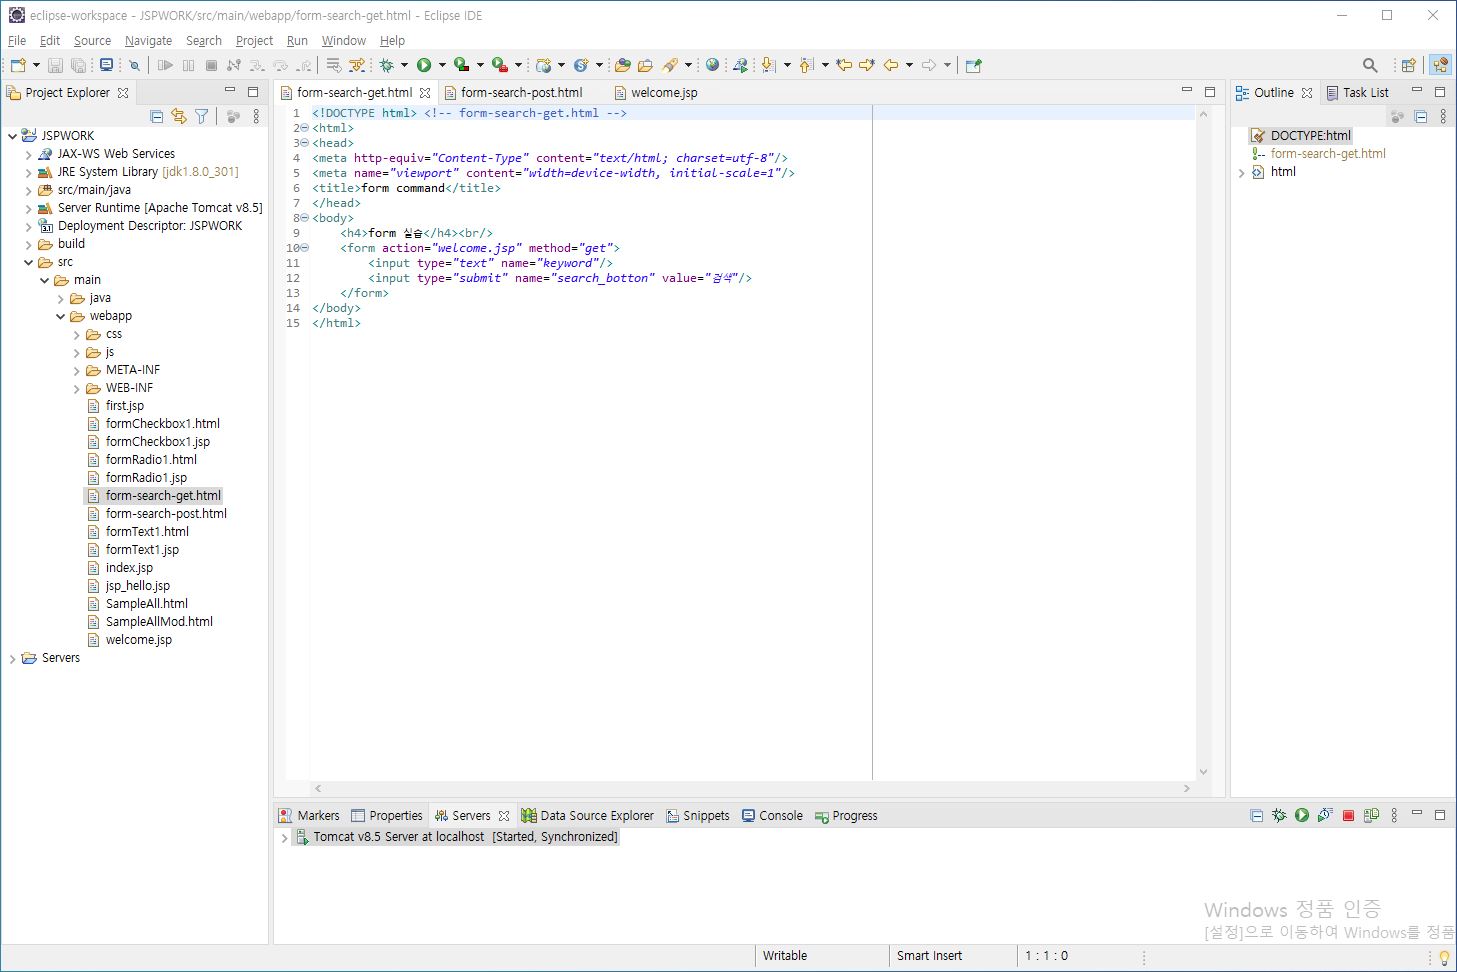 eclipse-workspace - JSPWORK/src/main/webapp/form-search-get.html - Eclipse IDE
File Edit Source Navigate Search Project Run Window Help
Project Explorer
JSPWORK
JAX-WS Web Services
JRE System Library [jdk1.8.0_301]
src/main/java
Server Runtime [Apache Tomcat v8.5]
Deployment Descriptor: JSPWORK
build
src
main
java
webapp
css
js
META-INF
WEB-INF
first.jsp
formCheckbox1.html
formCheckbox1.jsp
formRadio1.html
formRadio1.jsp
form-search-get.html
form-search-post.html
formText1.html
formText1.jsp
index.jsp
jsp_hello.jsp
SampleAll.html
SampleAllMod.html
welcome.jsp
Servers
form-search-get.html form-search-post.html welcome.jsp
1 <!DOCTYPE html> <!-- form-search-get.html -->
2 <html>
3 <head>
4 <meta http-equiv="Content-Type" content="text/html; charset=utf-8"/>
5 <meta name="viewport" content="width=device-width, initial-scale=1"/>
6 <title>form command</title>
7 </head>
8 <body>
9 <h4>form 실습</h4><br/>
10 <form action="welcome.jsp" method="get">
11 <input type="text" name="keyword"/>
12 <input type="submit" name="search_botton" value="검색"/>
13 </form>
14 </body>
15 </html>
Outline Task List
DOCTYPE:html
form-search-get.html
html
Markers Properties Servers Data Source Explorer Snippets Console Progress
Tomcat v8.5 Server at localhost [Started, Synchronized]
Windows 정품 인증
[설정]으로 이동하여 Windows를 정품
Writable Smart Insert 1 : 1 : 0